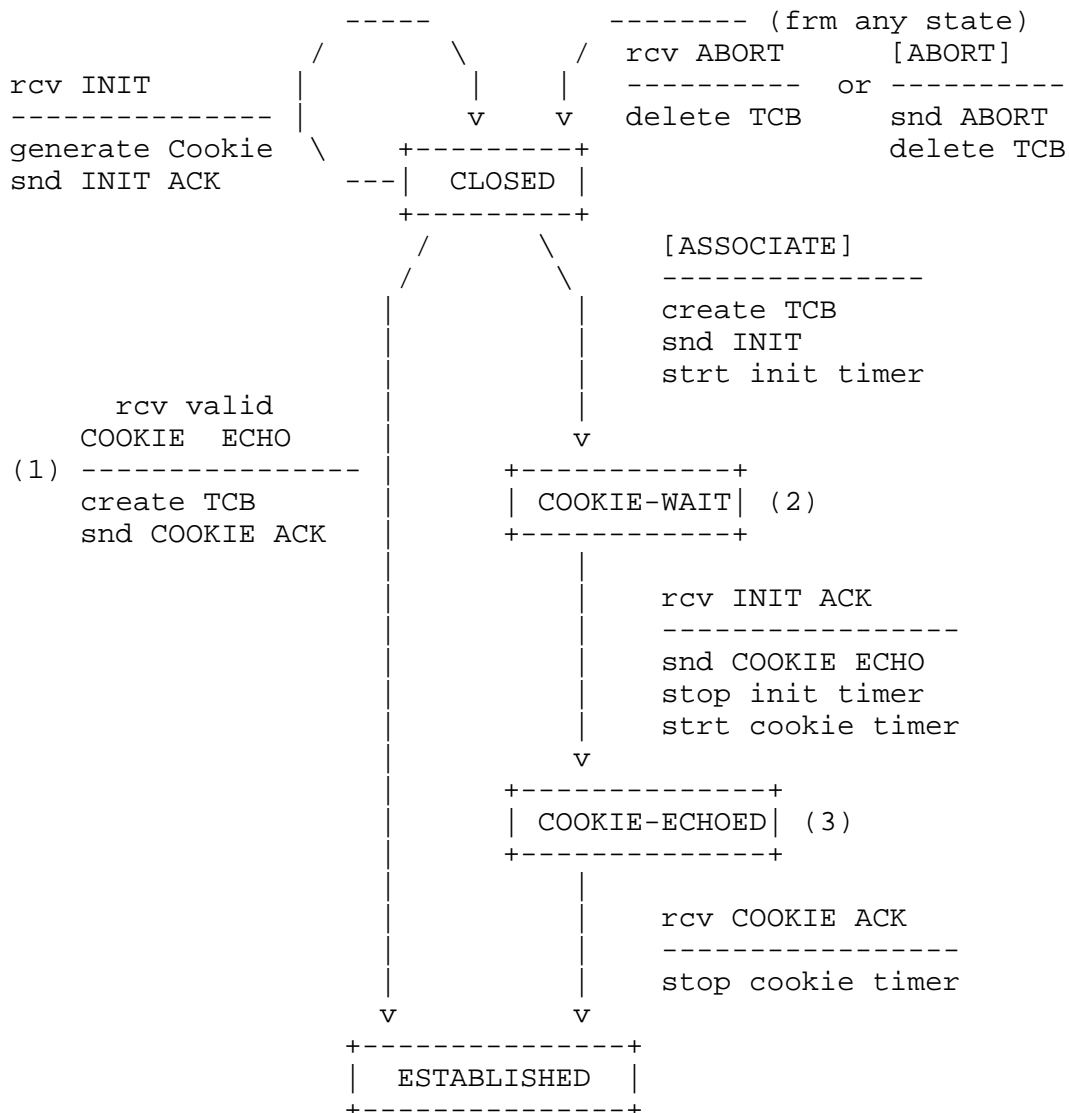 -----          -------- (frm any state)
                    /       \      /  rcv ABORT      [ABORT]
rcv INIT           |         |    |   ----------  or ----------
---------------    |         v    v   delete TCB     snd ABORT
generate Cookie    \    +---------+                  delete TCB
snd INIT ACK         ---|  CLOSED |
                        +---------+
                         /      \      [ASSOCIATE]
                        /        \     ---------------
                       |          |    create TCB
                       |          |    snd INIT
                       |          |    strt init timer
      rcv valid        |          |
    COOKIE  ECHO       |          v
(1) ----------------   |      +------------+
    create TCB         |      | COOKIE-WAIT| (2)
    snd COOKIE ACK     |      +------------+
                       |          |
                       |          |    rcv INIT ACK
                       |          |    -----------------
                       |          |    snd COOKIE ECHO
                       |          |    stop init timer
                       |          |    strt cookie timer
                       |          v
                       |      +--------------+
                       |      | COOKIE-ECHOED| (3)
                       |      +--------------+
                       |          |
                       |          |    rcv COOKIE ACK
                       |          |    -----------------
                       |          |    stop cookie timer
                       v          v
                     +---------------+
                     |  ESTABLISHED  |
                     +---------------+